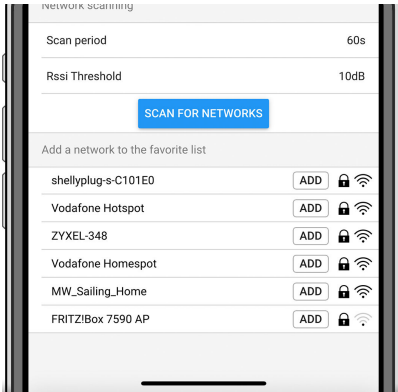 Network scanning
Scan period 60s
Rssi Threshold 10dB
SCAN FOR NETWORKS
Add a network to the favorite list
shellyplug-s-C101E0 ADD
Vodafone Hotspot ADD
ZYXEL-348 ADD
Vodafone Homespot ADD
MW_Sailing_Home ADD
FRITZ!Box 7590 AP ADD